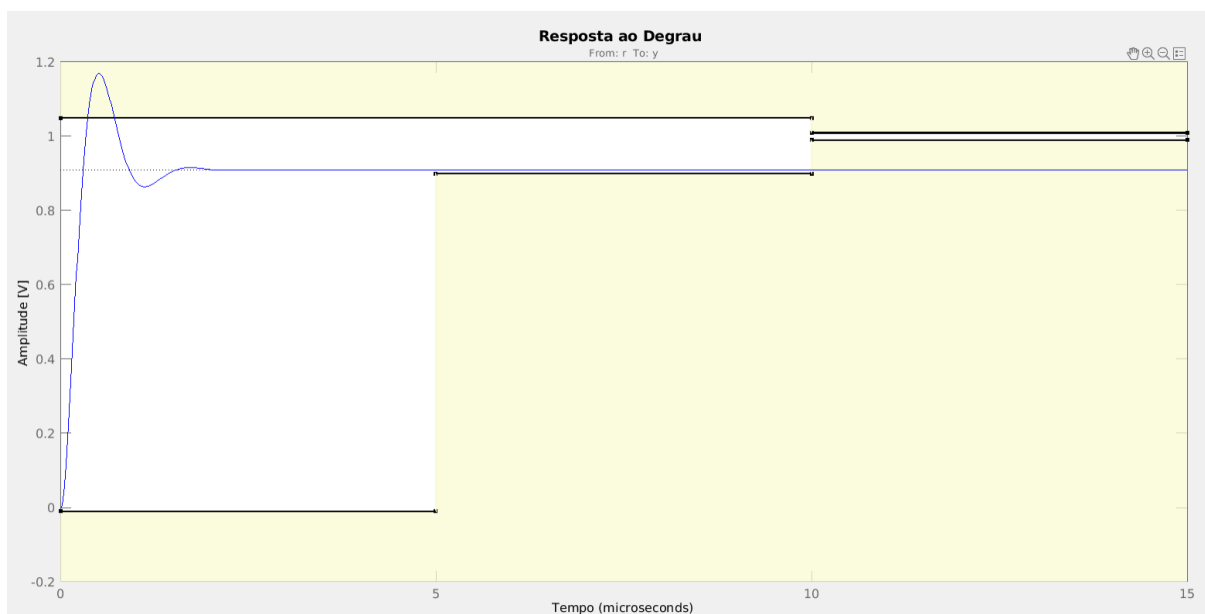 Resposta ao Degrau
From: r To: y
1.2
1
0.8
0.6
0.4
0.2
0
-0.2
Amplitude [V]
0 5 10 15
Tempo (microseconds)